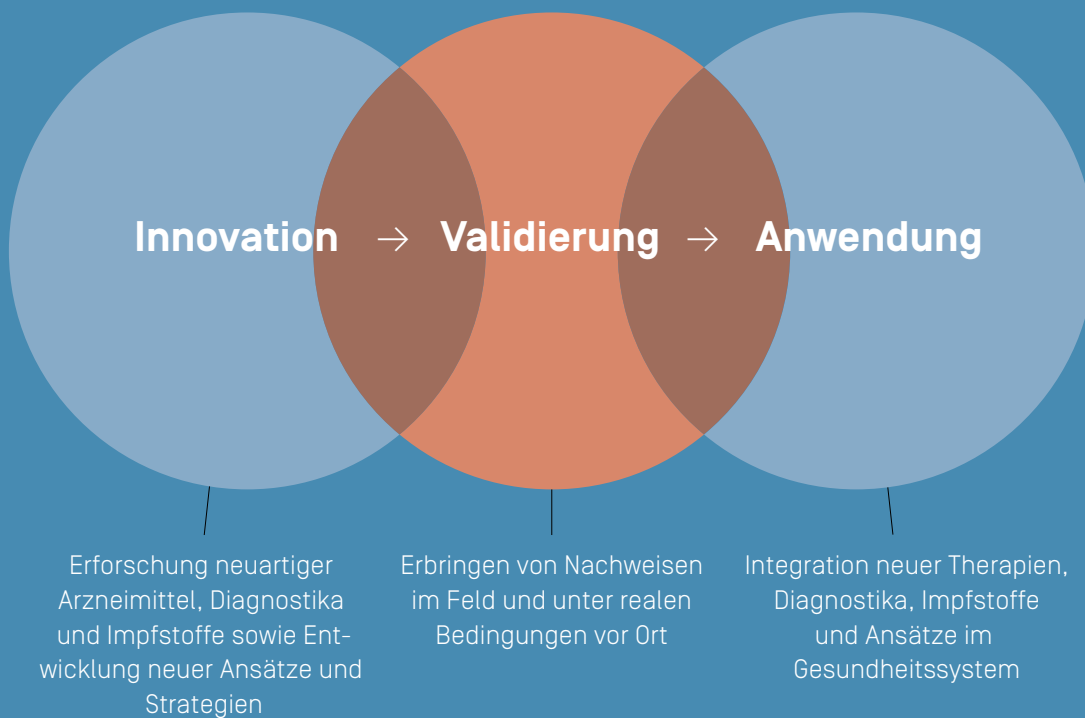 Innovation → Validierung → Anwendung
Erforschung neuartiger
Arzneimittel, Diagnostika
und Impfstoffe sowie Ent-
wicklung neuer Ansätze und
Strategien
Erbringen von Nachweisen
im Feld und unter realen
Bedingungen vor Ort
Integration neuer Therapien,
Diagnostika, Impfstoffe
und Ansätze im
Gesundheitssystem